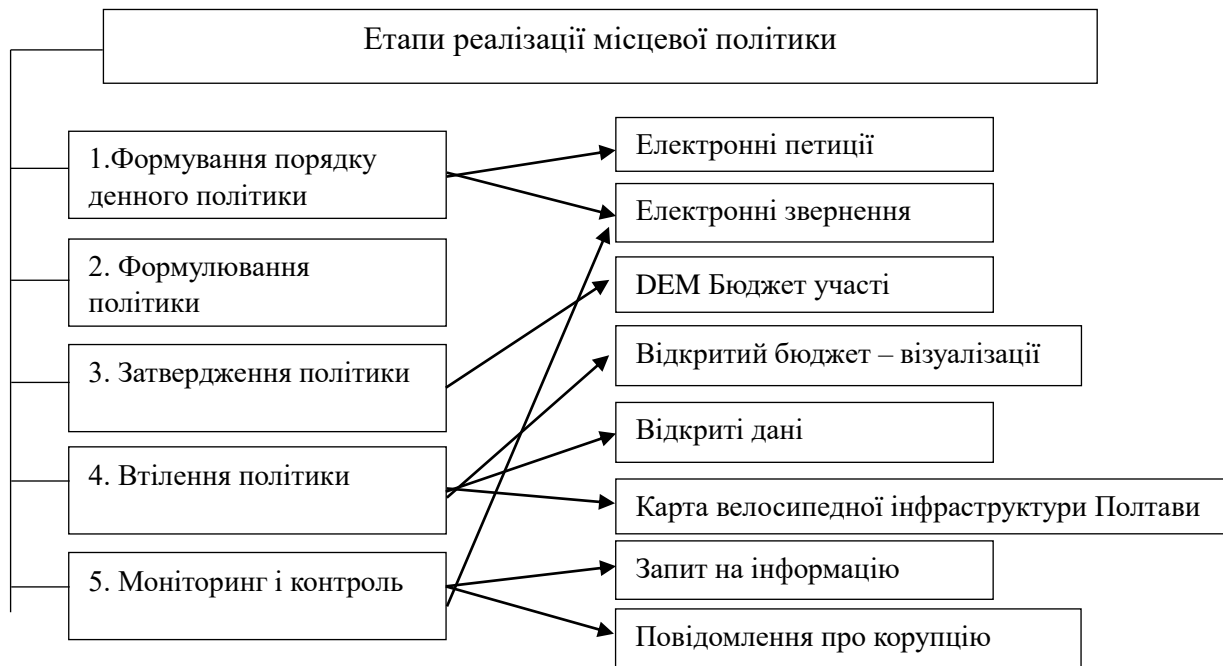 Етапи реалізації місцевої політики
1.Формування порядку
денного політики
2. Формулювання
політики
3. Затвердження політики
4. Втілення політики
5. Моніторинг і контроль
Електронні петиції
Електронні звернення
DEM Бюджет участі
Відкритий бюджет – візуалізації
Відкриті дані
Карта велосипедної інфраструктури Полтави
Запит на інформацію
Повідомлення про корупцію